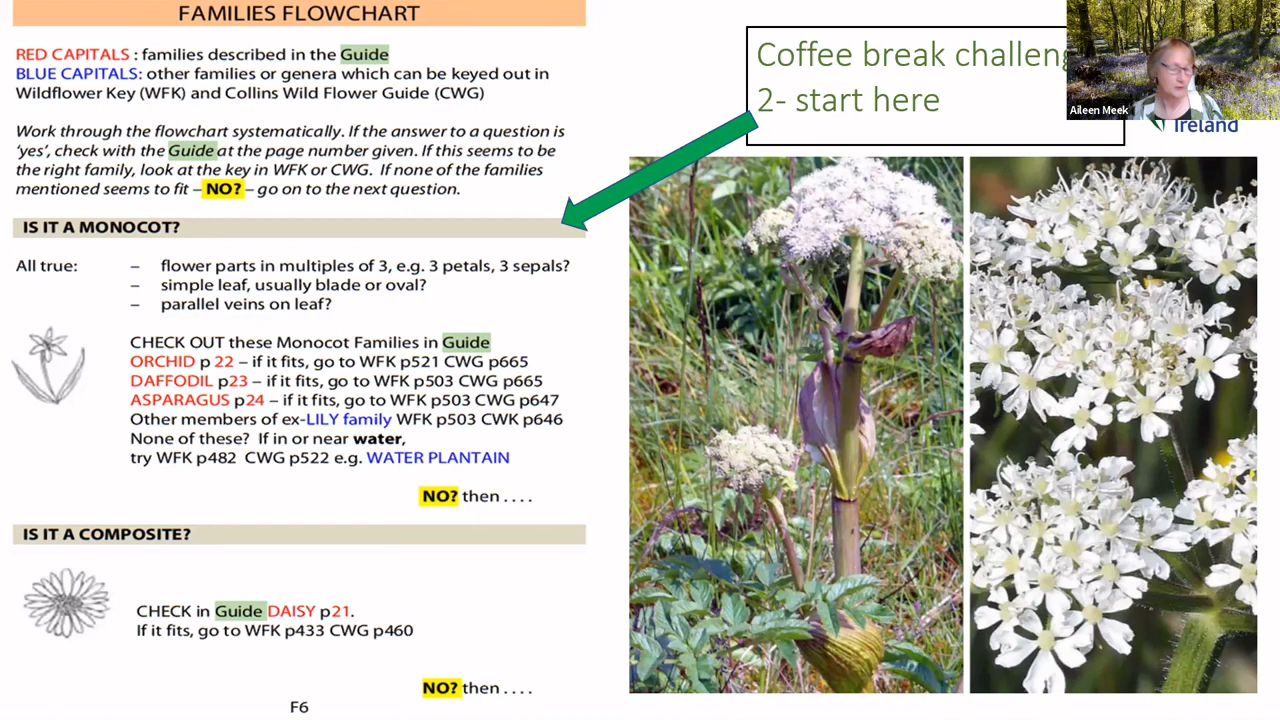 FAMILIES FLOWCHART
RED CAPITALS : families described in the Guide
BLUE CAPITALS: other families or genera which can be keyed out in
Wildflower Key (WFK) and Collins Wild Flower Guide (CWG)
Work through the flowchart systematically. If the answer to a question is
'yes', check with the Guide at the page number given. If this seems to be
the right family, look at the key in WFK or CWG. If none of the families
mentioned seems to fit – NO? – go on to the next question.
IS IT A MONOCOT?
All true: – flower parts in multiples of 3, e.g. 3 petals, 3 sepals?
– simple leaf, usually blade or oval?
– parallel veins on leaf?
CHECK OUT these Monocot Families in Guide
ORCHID p 22 – if it fits, go to WFK p521 CWG p665
DAFFODIL p23 – if it fits, go to WFK p503 CWG p665
ASPARAGUS p24 – if it fits, go to WFK p503 CWG p647
Other members of ex-LILY family WFK p503 CWK p646
None of these? If in or near water,
try WFK p482 CWG p522 e.g. WATER PLANTAIN
NO? then . . . .
IS IT A COMPOSITE?
CHECK in Guide DAISY p21.
If it fits, go to WFK p433 CWG p460
NO? then . . . .
F6
Coffee break challeng
2- start here
Aileen Meek
Ireland